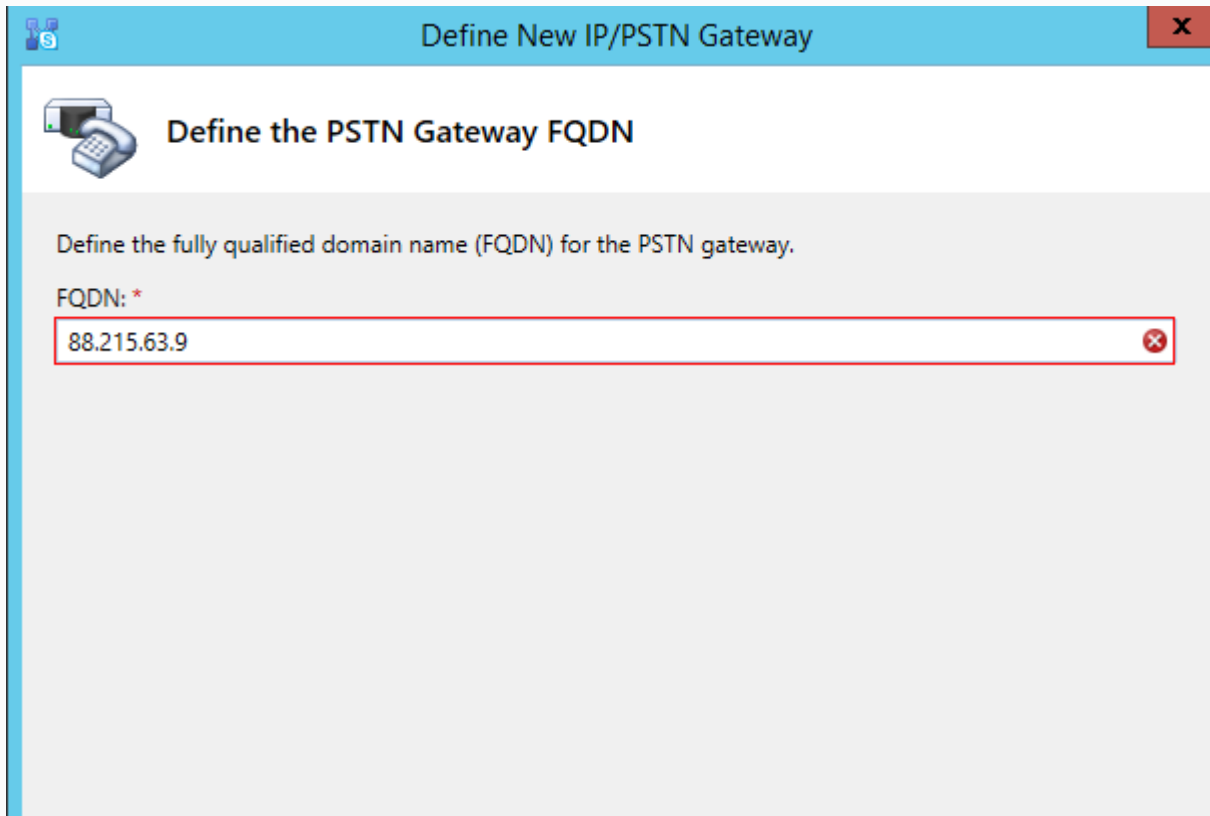 Define New IP/PSTN Gateway
Define the PSTN Gateway FQDN
Define the fully qualified domain name (FQDN) for the PSTN gateway.
FQDN: *
88.215.63.9